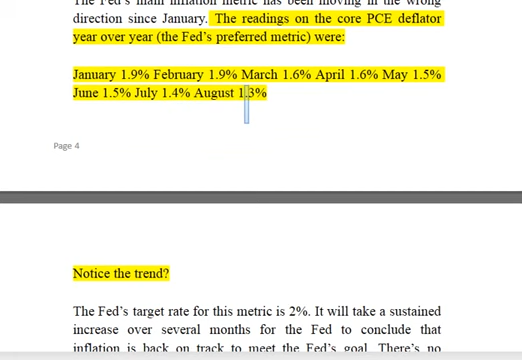 The Fed's main inflation metric has been moving in the wrong
direction since January. The readings on the core PCE deflator
year over year (the Fed's preferred metric) were:
January 1.9% February 1.9% March 1.6% April 1.6% May 1.5%
June 1.5% July 1.4% August 1.3%
Page 4
Notice the trend?
The Fed's target rate for this metric is 2%. It will take a sustained
increase over several months for the Fed to conclude that
inflation is back on track to meet the Fed's goal. There's no